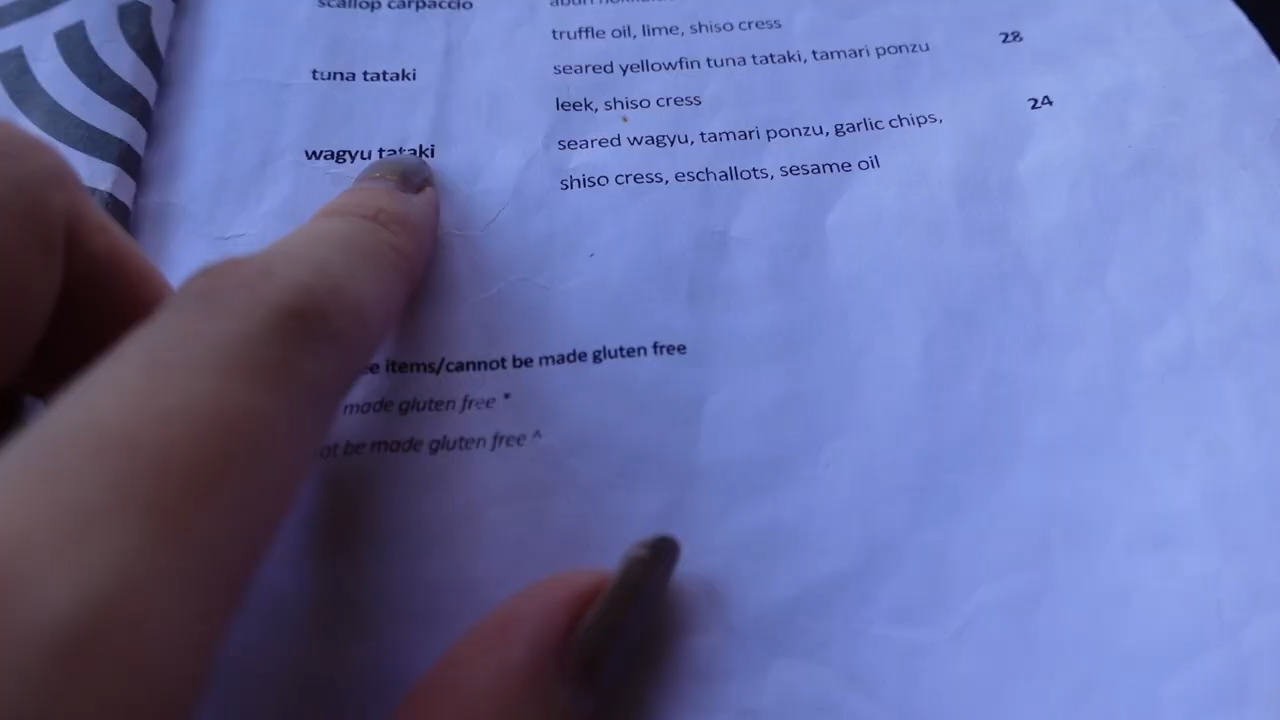 scallop carpaccio
truffle oil, lime, shiso cress
tuna tataki seared yellowfin tuna tataki, tamari ponzu 28
leek, shiso cress
wagyu tataki seared wagyu, tamari ponzu, garlic chips, 24
shiso cress, eschallots, sesame oil
items/cannot be made gluten free
made gluten free *
be made gluten free ^